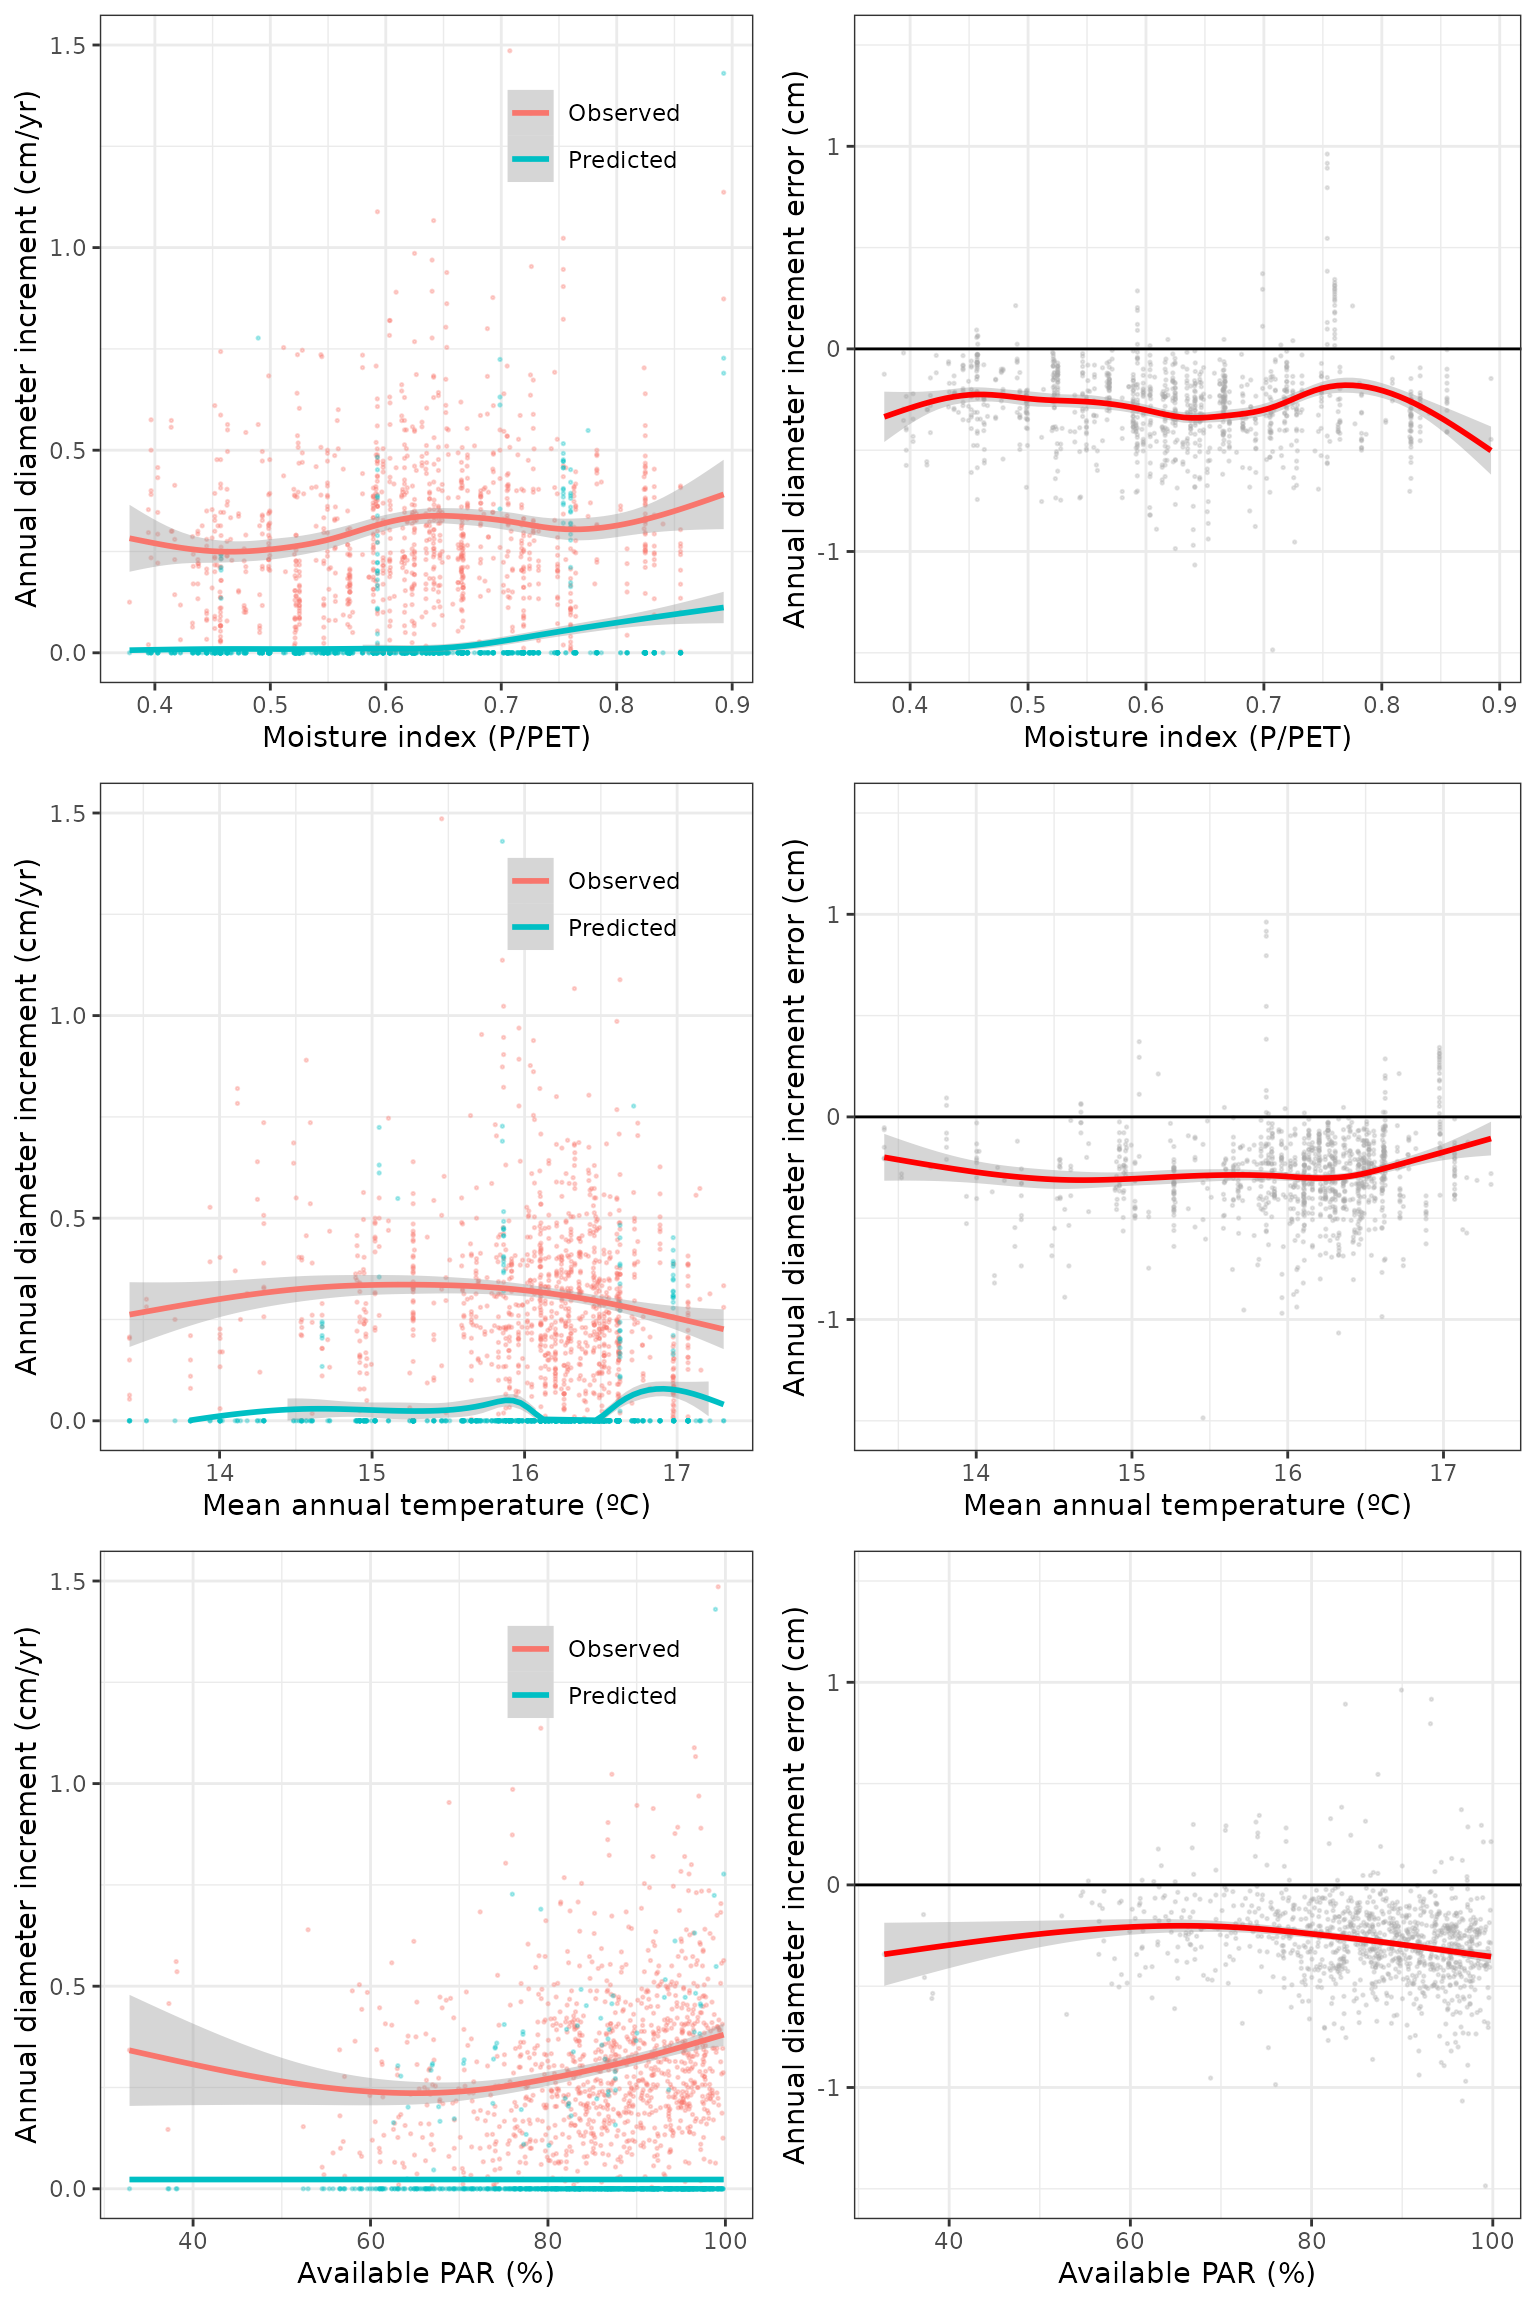 Annual diameter increment (cm/yr)
1.5
1.0
0.5
0.0
Observed
Predicted
0.4 0.5 0.6 0.7 0.8 0.9
Moisture index (P/PET)
Annual diameter increment error (cm)
1
0
-1
0.4 0.5 0.6 0.7 0.8 0.9
Moisture index (P/PET)
Annual diameter increment (cm/yr)
1.5
1.0
0.5
0.0
Observed
Predicted
14 15 16 17
Mean annual temperature (ºC)
Annual diameter increment error (cm)
1
0
-1
14 15 16 17
Mean annual temperature (ºC)
Annual diameter increment (cm/yr)
1.5
1.0
0.5
0.0
Observed
Predicted
40 60 80 100
Available PAR (%)
Annual diameter increment error (cm)
1
0
-1
40 60 80 100
Available PAR (%)